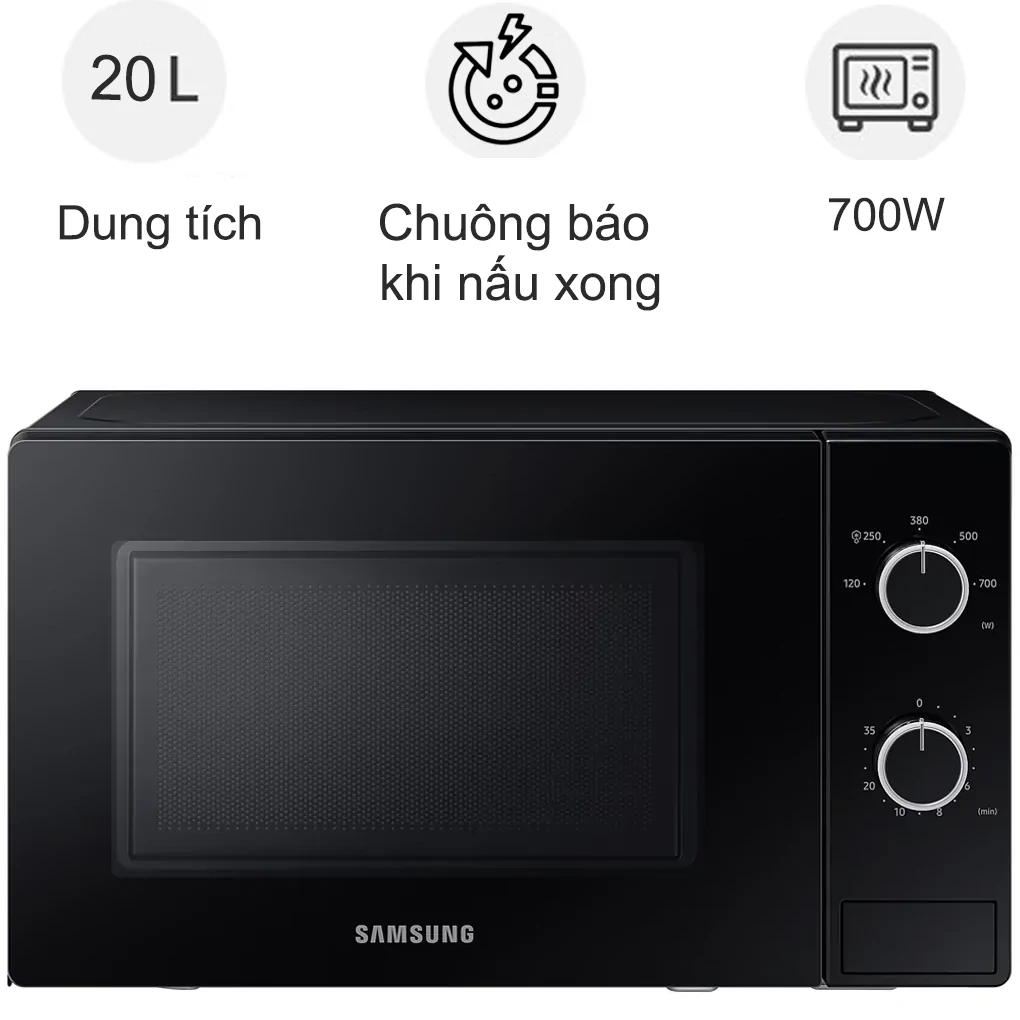 20 L
Dung tích
Chuông báo
khi nấu xong
700W
380
250
500
120
700
(W)
0
35
3
20
6
10
8
(min)
SAMSUNG